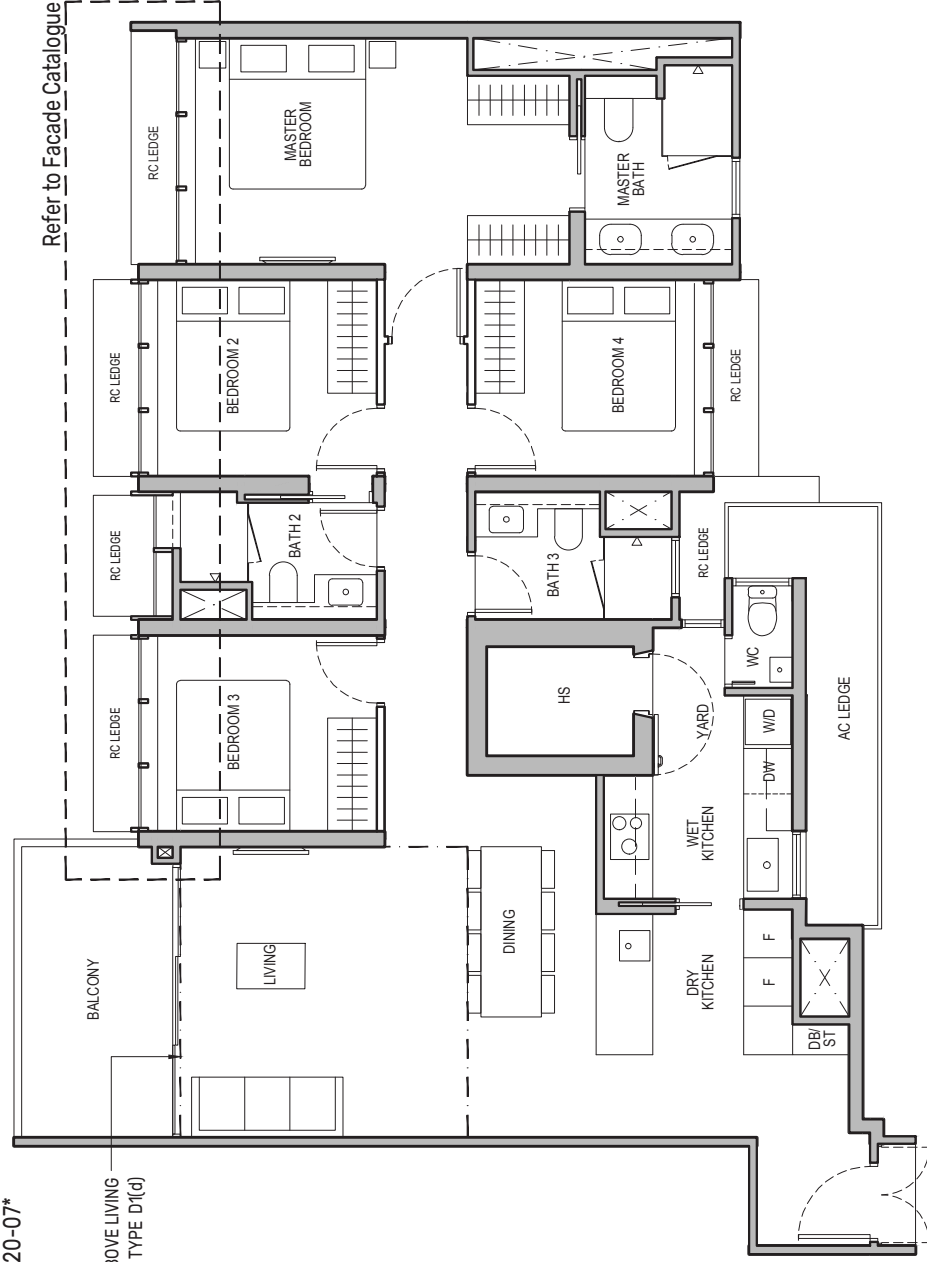 Refer to Facade Catalogue
RC LEDGE
MASTER
BEDROOM
MASTER
BATH
RC LEDGE
BEDROOM 2
BEDROOM 4
RC LEDGE
RC LEDGE
BATH 2
BATH 3
RC LEDGE
RC LEDGE
BEDROOM 3
HS
YARD
WC
W/D
DW
AC LEDGE
WET
KITCHEN
BALCONY
LIVING
DINING
DRY
KITCHEN
F
F
DB/
ST
20-07*
BOVE LIVING
TYPE D1(d)